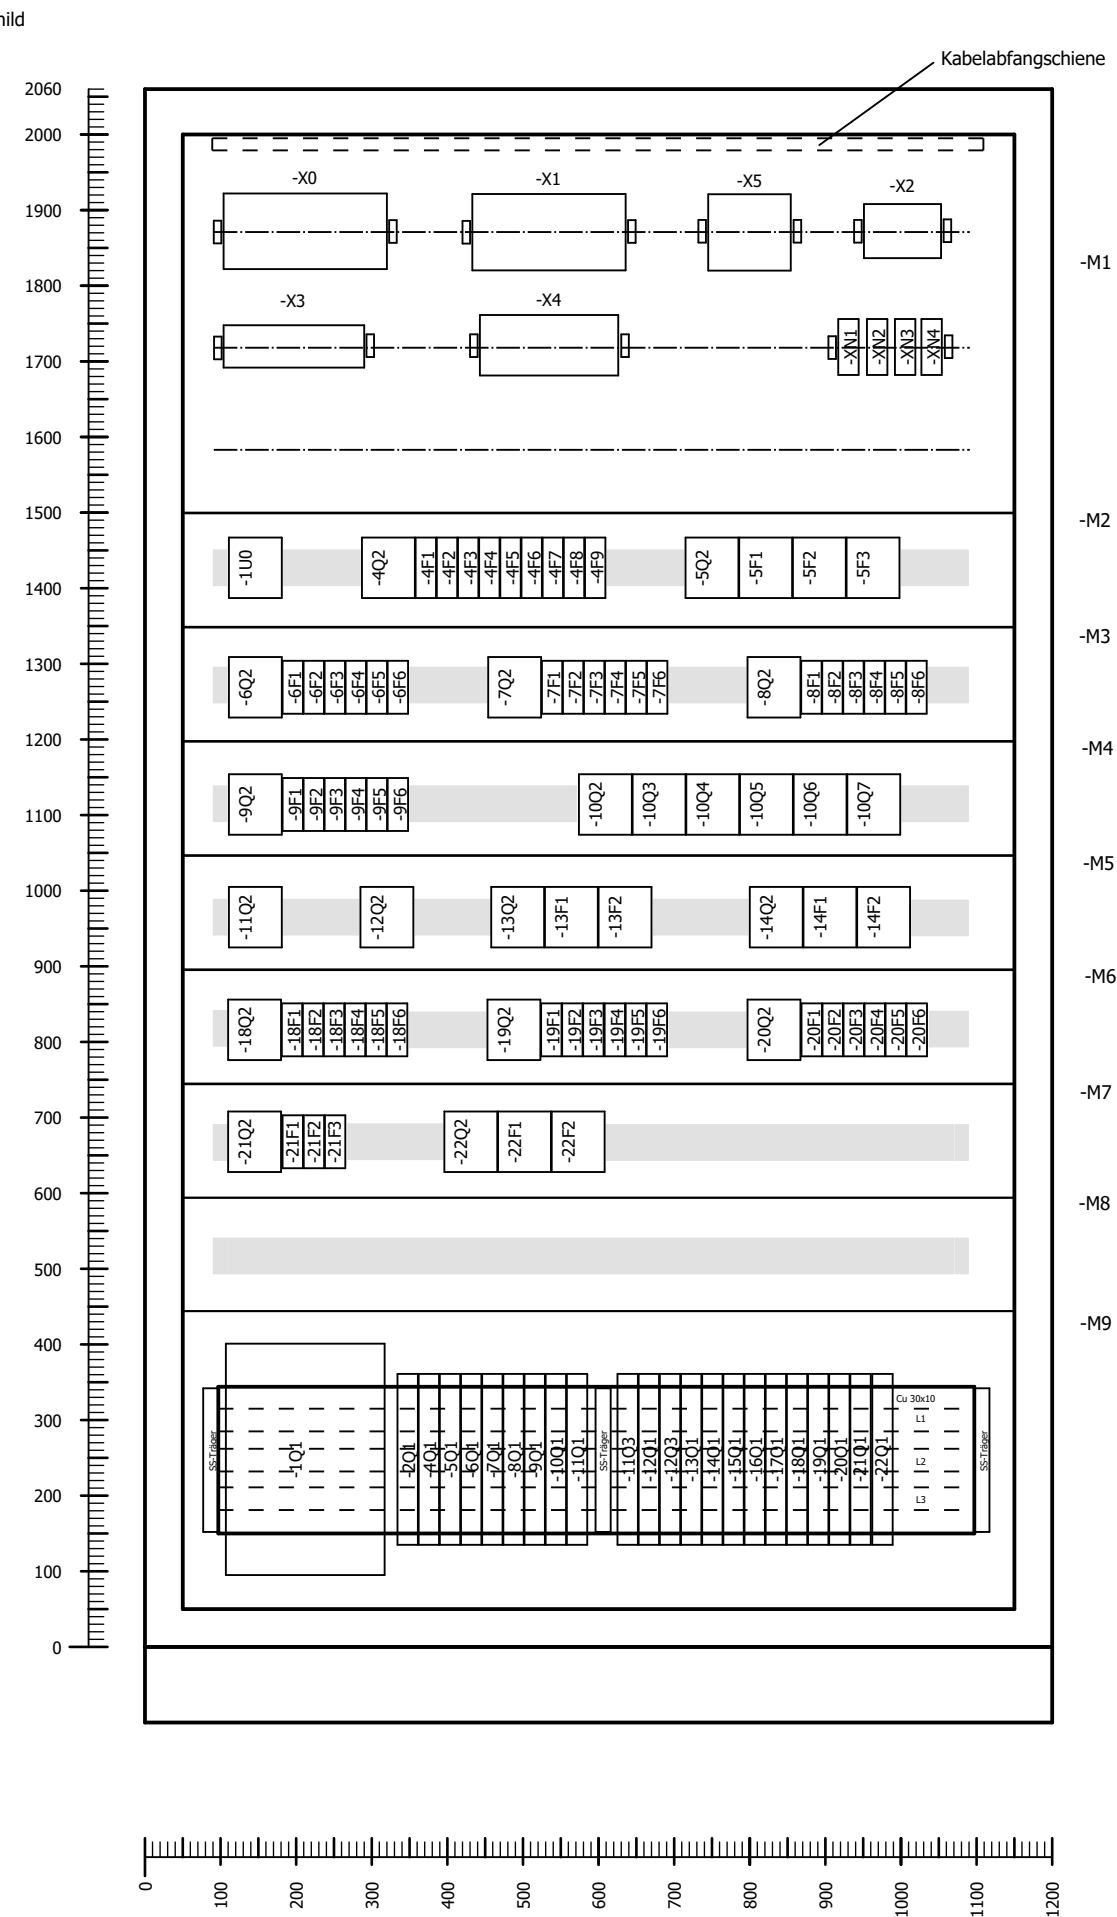 hild
Kabelabfangschiene
2060
2000
1900
1800
1700
1600
1500
1400
1300
1200
1100
1000
900
800
700
600
500
400
300
200
100
0
-X0
-X1
-X5
-X2
-M1
-X3
-X4
-XN1
-XN2
-XN3
-XN4
-M2
-1U0
-4Q2
-4F1
-4F2
-4F3
-4F4
-4F5
-4F6
-4F7
-4F8
-4F9
-5Q2
-5F1
-5F2
-5F3
-M3
-6Q2
-6F1
-6F2
-6F3
-6F4
-6F5
-6F6
-7Q2
-7F1
-7F2
-7F3
-7F4
-7F5
-7F6
-8Q2
-8F1
-8F2
-8F3
-8F4
-8F5
-8F6
-M4
-9Q2
-9F1
-9F2
-9F3
-9F4
-9F5
-9F6
-10Q2
-10Q3
-10Q4
-10Q5
-10Q6
-10Q7
-M5
-11Q2
-12Q2
-13Q2
-13F1
-13F2
-14Q2
-14F1
-14F2
-M6
-18Q2
-18F1
-18F2
-18F3
-18F4
-18F5
-18F6
-19Q2
-19F1
-19F2
-19F3
-19F4
-19F5
-19F6
-20Q2
-20F1
-20F2
-20F3
-20F4
-20F5
-20F6
-M7
-21Q2
-21F1
-21F2
-21F3
-22Q2
-22F1
-22F2
-M8
-M9
SS-Träger
-1Q1
-2Q1
-4Q1
-5Q1
-6Q1
-7Q1
-8Q1
-9Q1
-10Q1
-11Q1
SS-Träger
-11Q3
-12Q1
-12Q3
-13Q1
-14Q1
-15Q1
-16Q1
-17Q1
-18Q1
-19Q1
-20Q1
-21Q1
-22Q1
Cu 30x10
L1
L2
L3
SS-Träger
0
100
200
300
400
500
600
700
800
900
1000
1100
1200